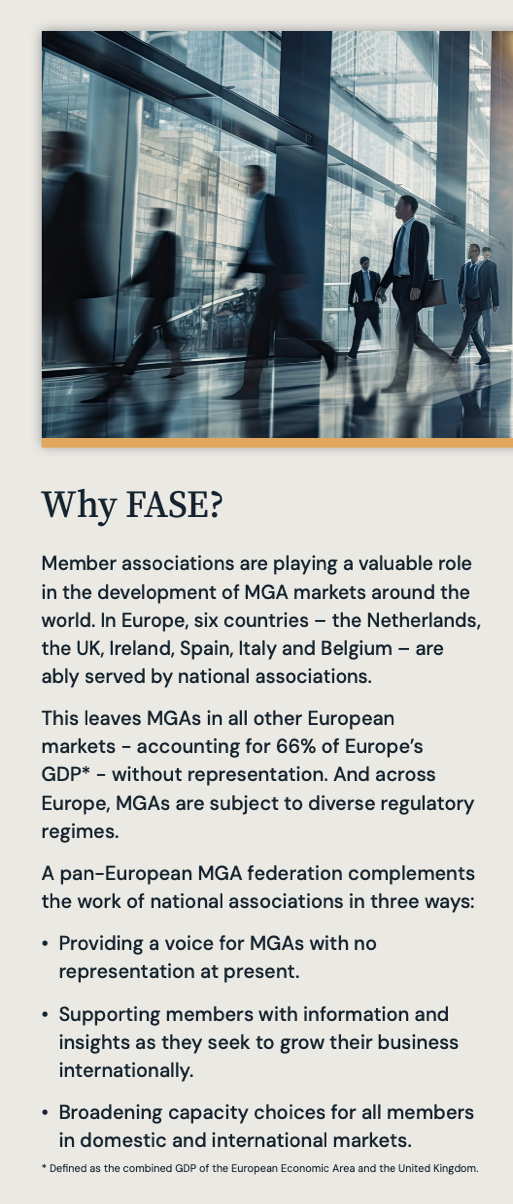 Why FASE?
Member associations are playing a valuable role
in the development of MGA markets around the
world. In Europe, six countries – the Netherlands,
the UK, Ireland, Spain, Italy and Belgium – are
ably served by national associations.
This leaves MGAs in all other European
markets - accounting for 66% of Europe’s
GDP* - without representation. And across
Europe, MGAs are subject to diverse regulatory
regimes.
A pan-European MGA federation complements
the work of national associations in three ways:
• Providing a voice for MGAs with no
representation at present.
• Supporting members with information and
insights as they seek to grow their business
internationally.
• Broadening capacity choices for all members
in domestic and international markets.
* Defined as the combined GDP of the European Economic Area and the United Kingdom.